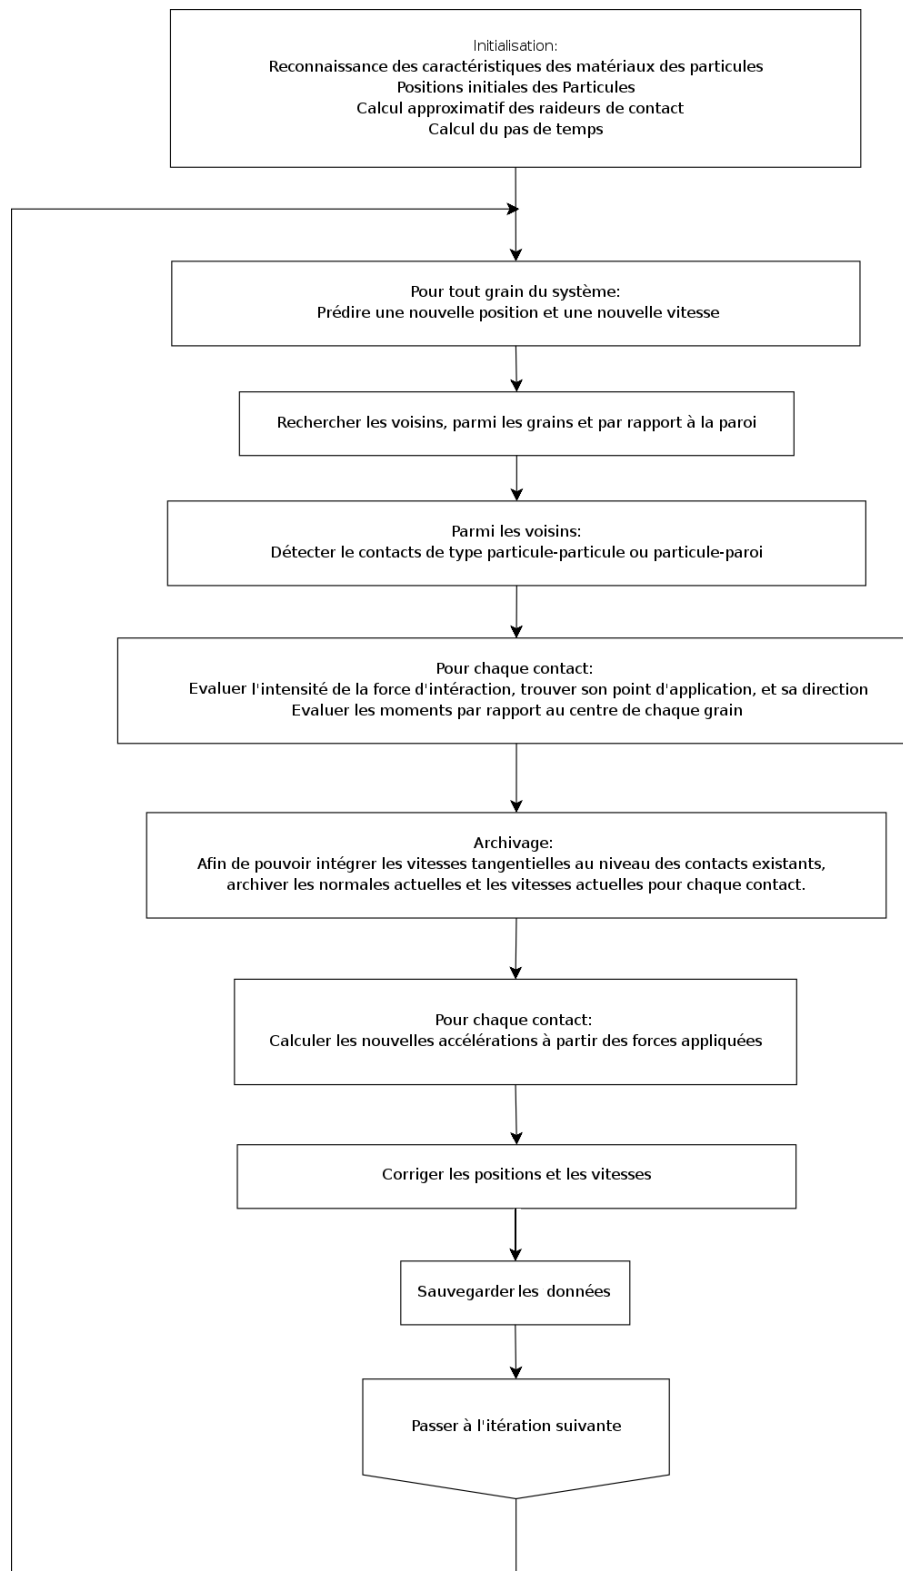 Initialisation:
Reconnaissance des caractéristiques des matériaux des particules
Positions initiales des Particules
Calcul approximatif des raideurs de contact
Calcul du pas de temps
Pour tout grain du système:
Prédire une nouvelle position et une nouvelle vitesse
Rechercher les voisins, parmi les grains et par rapport à la paroi
Parmi les voisins:
Détecter le contacts de type particule-particule ou particule-paroi
Pour chaque contact:
Evaluer l'intensité de la force d'intéraction, trouver son point d'application, et sa direction
Evaluer les moments par rapport au centre de chaque grain
Archivage:
Afin de pouvoir intégrer les vitesses tangentielles au niveau des contacts existants,
archiver les normales actuelles et les vitesses actuelles pour chaque contact.
Pour chaque contact:
Calculer les nouvelles accélérations à partir des forces appliquées
Corriger les positions et les vitesses
Sauvegarder les données
Passer à l'itération suivante